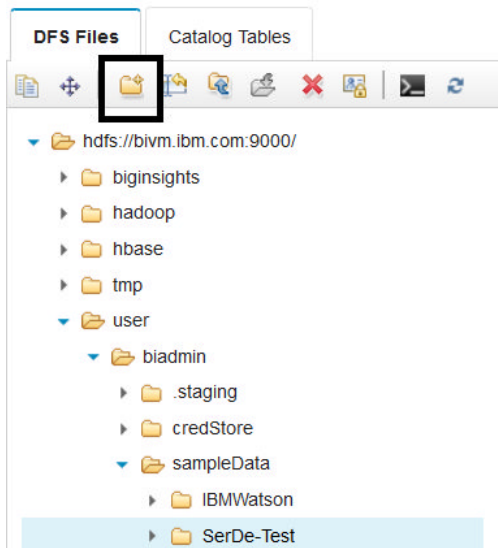 DFS Files Catalog Tables
hdfs://bivm.ibm.com:9000/
biginsights
hadoop
hbase
tmp
user
biadmin
.staging
credStore
sampleData
IBMWatson
SerDe-Test